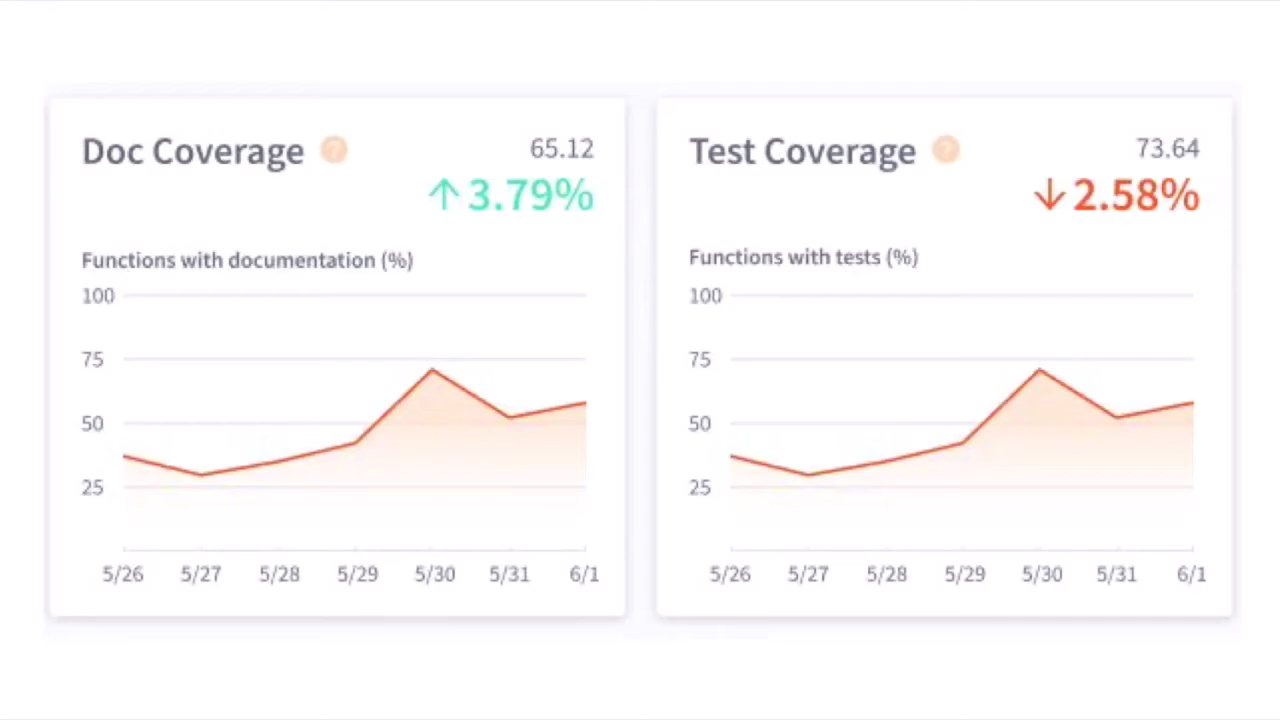 Doc Coverage ?
65.12
↑3.79%
Functions with documentation (%)
100
75
50
25
5/26 5/27 5/28 5/29 5/30 5/31 6/1
Test Coverage ?
73.64
↓2.58%
Functions with tests (%)
100
75
50
25
5/26 5/27 5/28 5/29 5/30 5/31 6/1